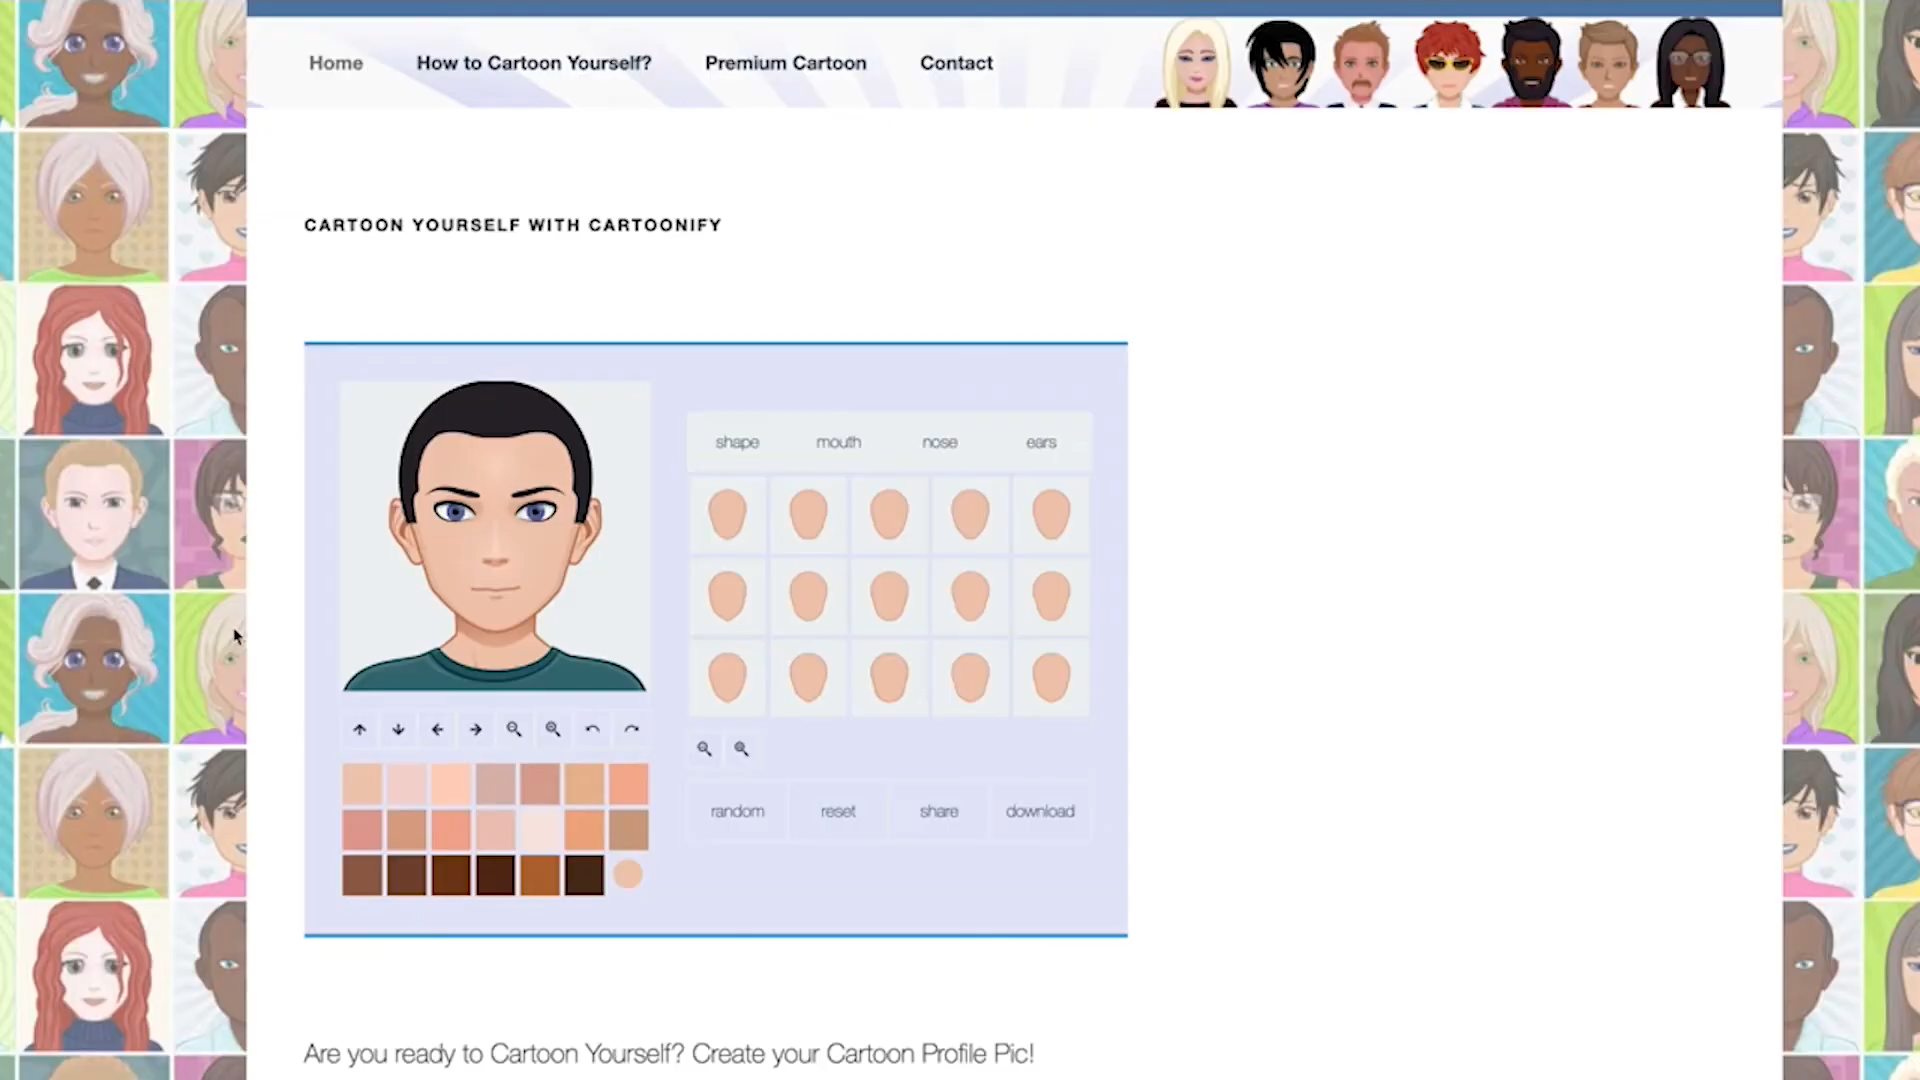 Home How to Cartoon Yourself? Premium Cartoon Contact
CARTOON YOURSELF WITH CARTOONIFY
shape mouth nose ears
random reset share download
Are you ready to Cartoon Yourself? Create your Cartoon Profile Pic!